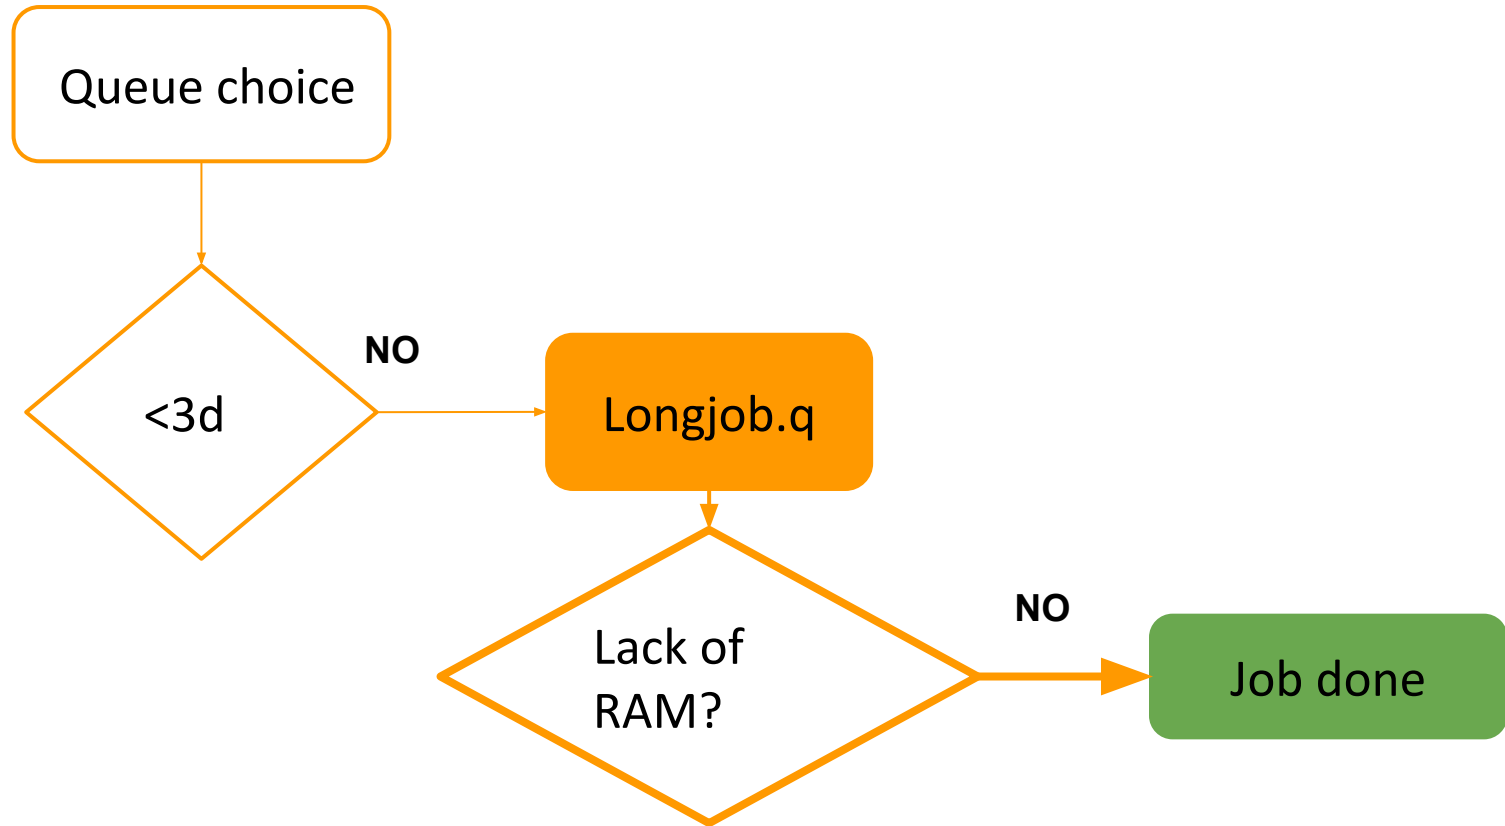 Queue choice
NO
<3d
Longjob.q
NO
Lack of
RAM?
Job done